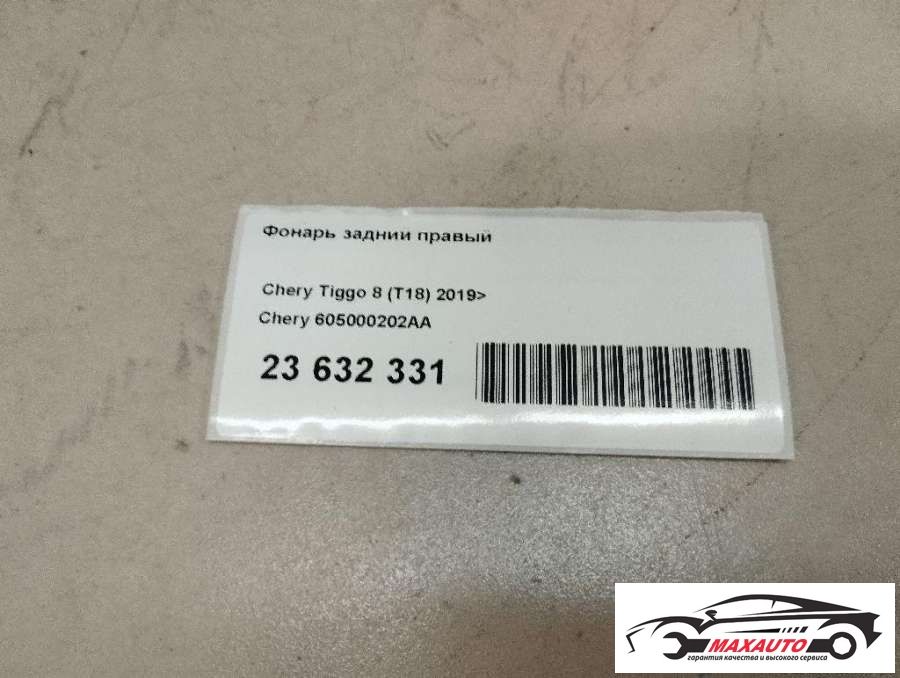 Фонарь задний правый
Chery Tiggo 8 (T18) 2019>
Chery 605000202AA
23 632 331
MAXAUTO
гарантия качества и высокого сервиса